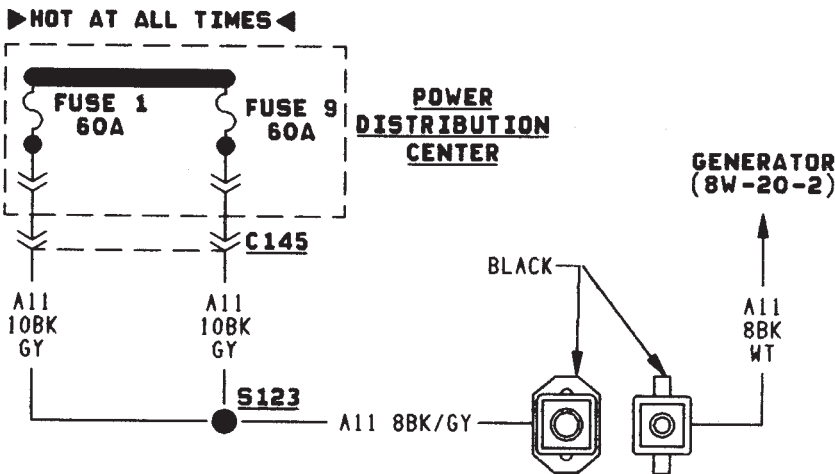 HOT AT ALL TIMES
FUSE 1
60A
FUSE 9
60A
POWER
DISTRIBUTION
CENTER
GENERATOR
(8W-20-2)
C145
BLACK
A11
10BK
GY
A11
10BK
GY
A11
8BK
WT
S123
A11 8BK/GY